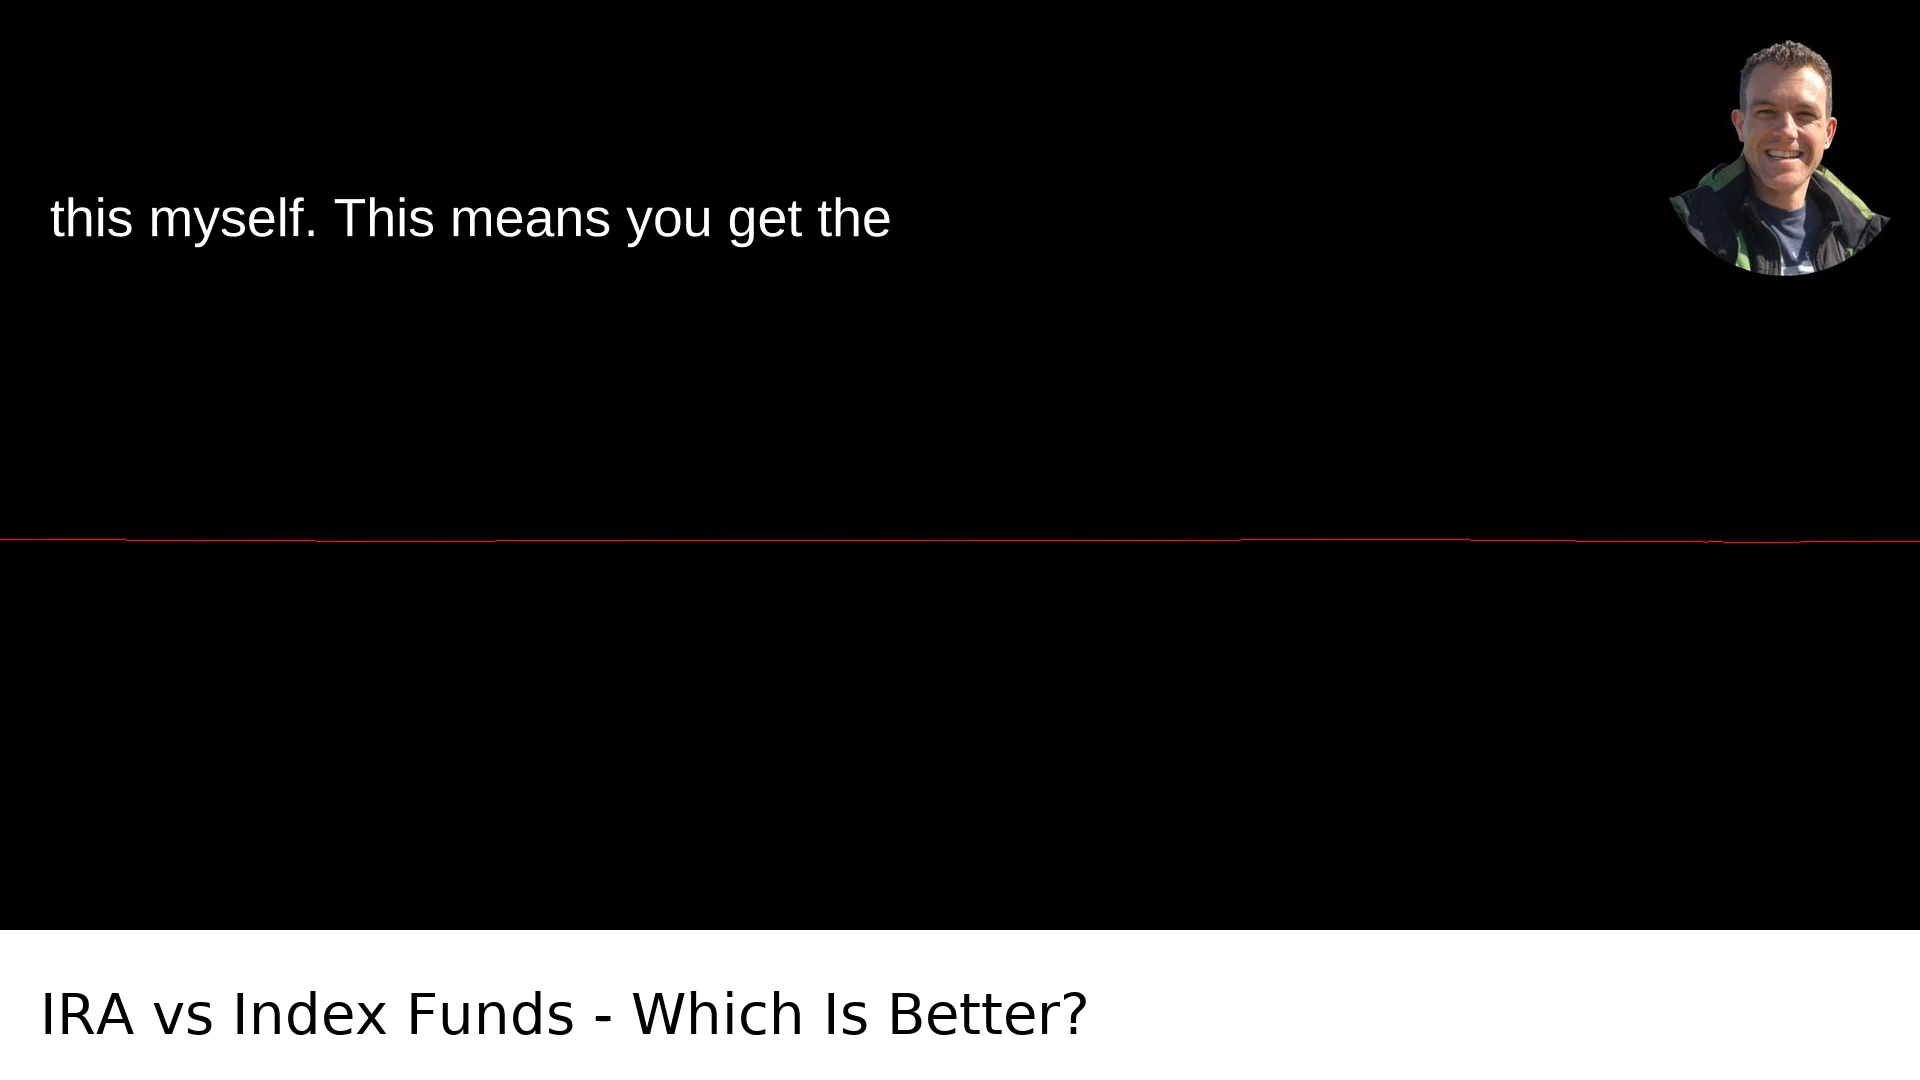 this myself. This means you get the
IRA vs Index Funds - Which Is Better?